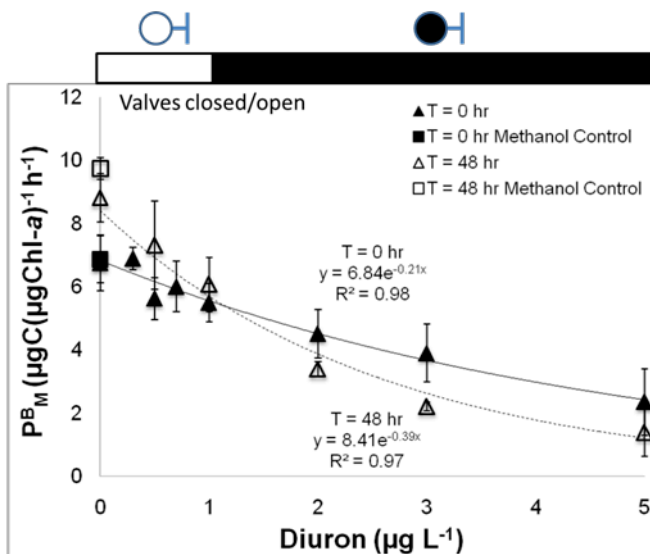 Valves closed/open
12
10
8
6
4
2
0
0
1
2
3
4
5
P^B_M (µgC(µgChl-a)^-1 h^-1)
Diuron (µg L^-1)
▲ T = 0 hr
■ T = 0 hr Methanol Control
△ T = 48 hr
□ T = 48 hr Methanol Control
T = 0 hr
y = 6.84e^-0.21x
R² = 0.98
T = 48 hr
y = 8.41e^-0.39x
R² = 0.97